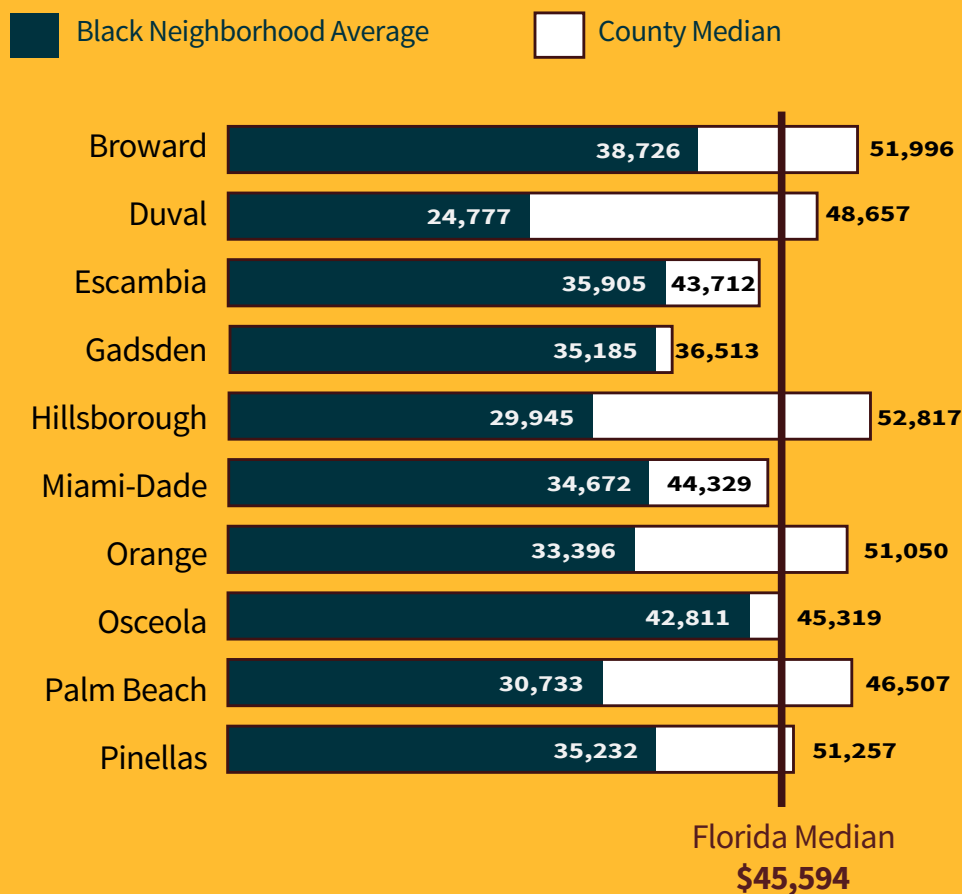 Black Neighborhood Average County Median
Broward 38,726 51,996
Duval 24,777 48,657
Escambia 35,905 43,712
Gadsden 35,185 36,513
Hillsborough 29,945 52,817
Miami-Dade 34,672 44,329
Orange 33,396 51,050
Osceola 42,811 45,319
Palm Beach 30,733 46,507
Pinellas 35,232 51,257
Florida Median
$45,594